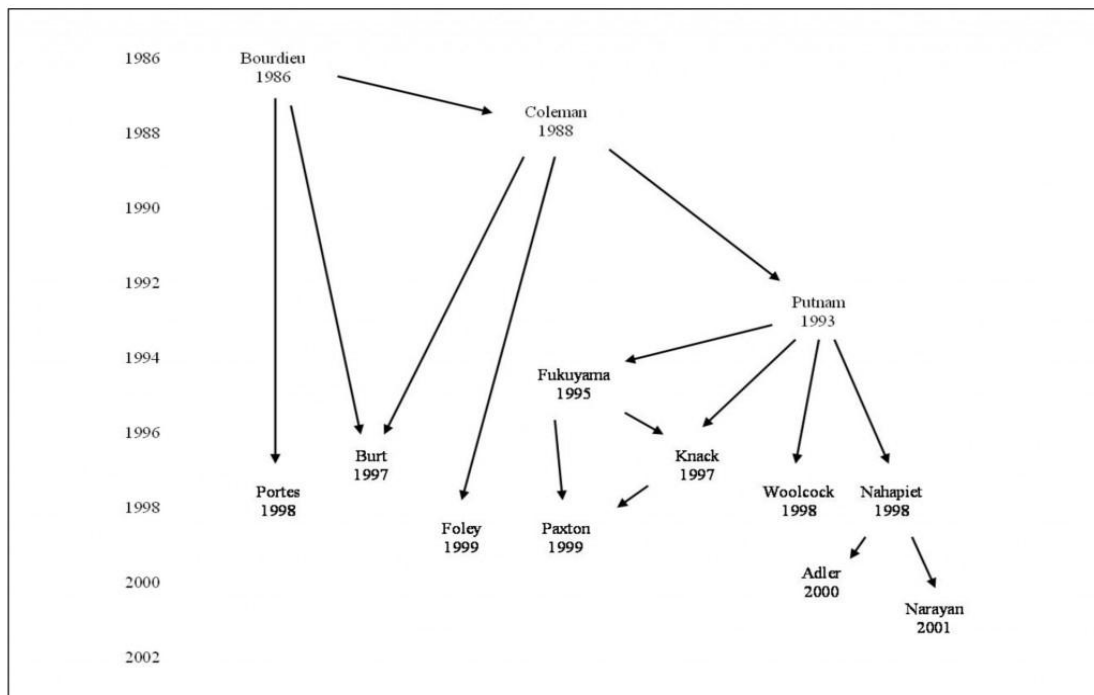 1986
Bourdieu
1986
Coleman
1988
1988
1990
1992
Putnam
1993
1994
Fukuyama
1995
1996
Burt
1997
Knack
1997
Portes
1998
Woolcock
1998
Nahapiet
1998
1998
Foley
1999
Paxton
1999
Adler
2000
2000
Narayan
2001
2002